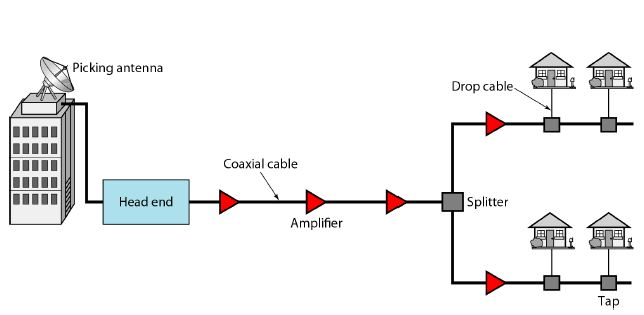 Picking antenna
Drop cable
Coaxial cable
Head end
Splitter
Amplifier
Tap